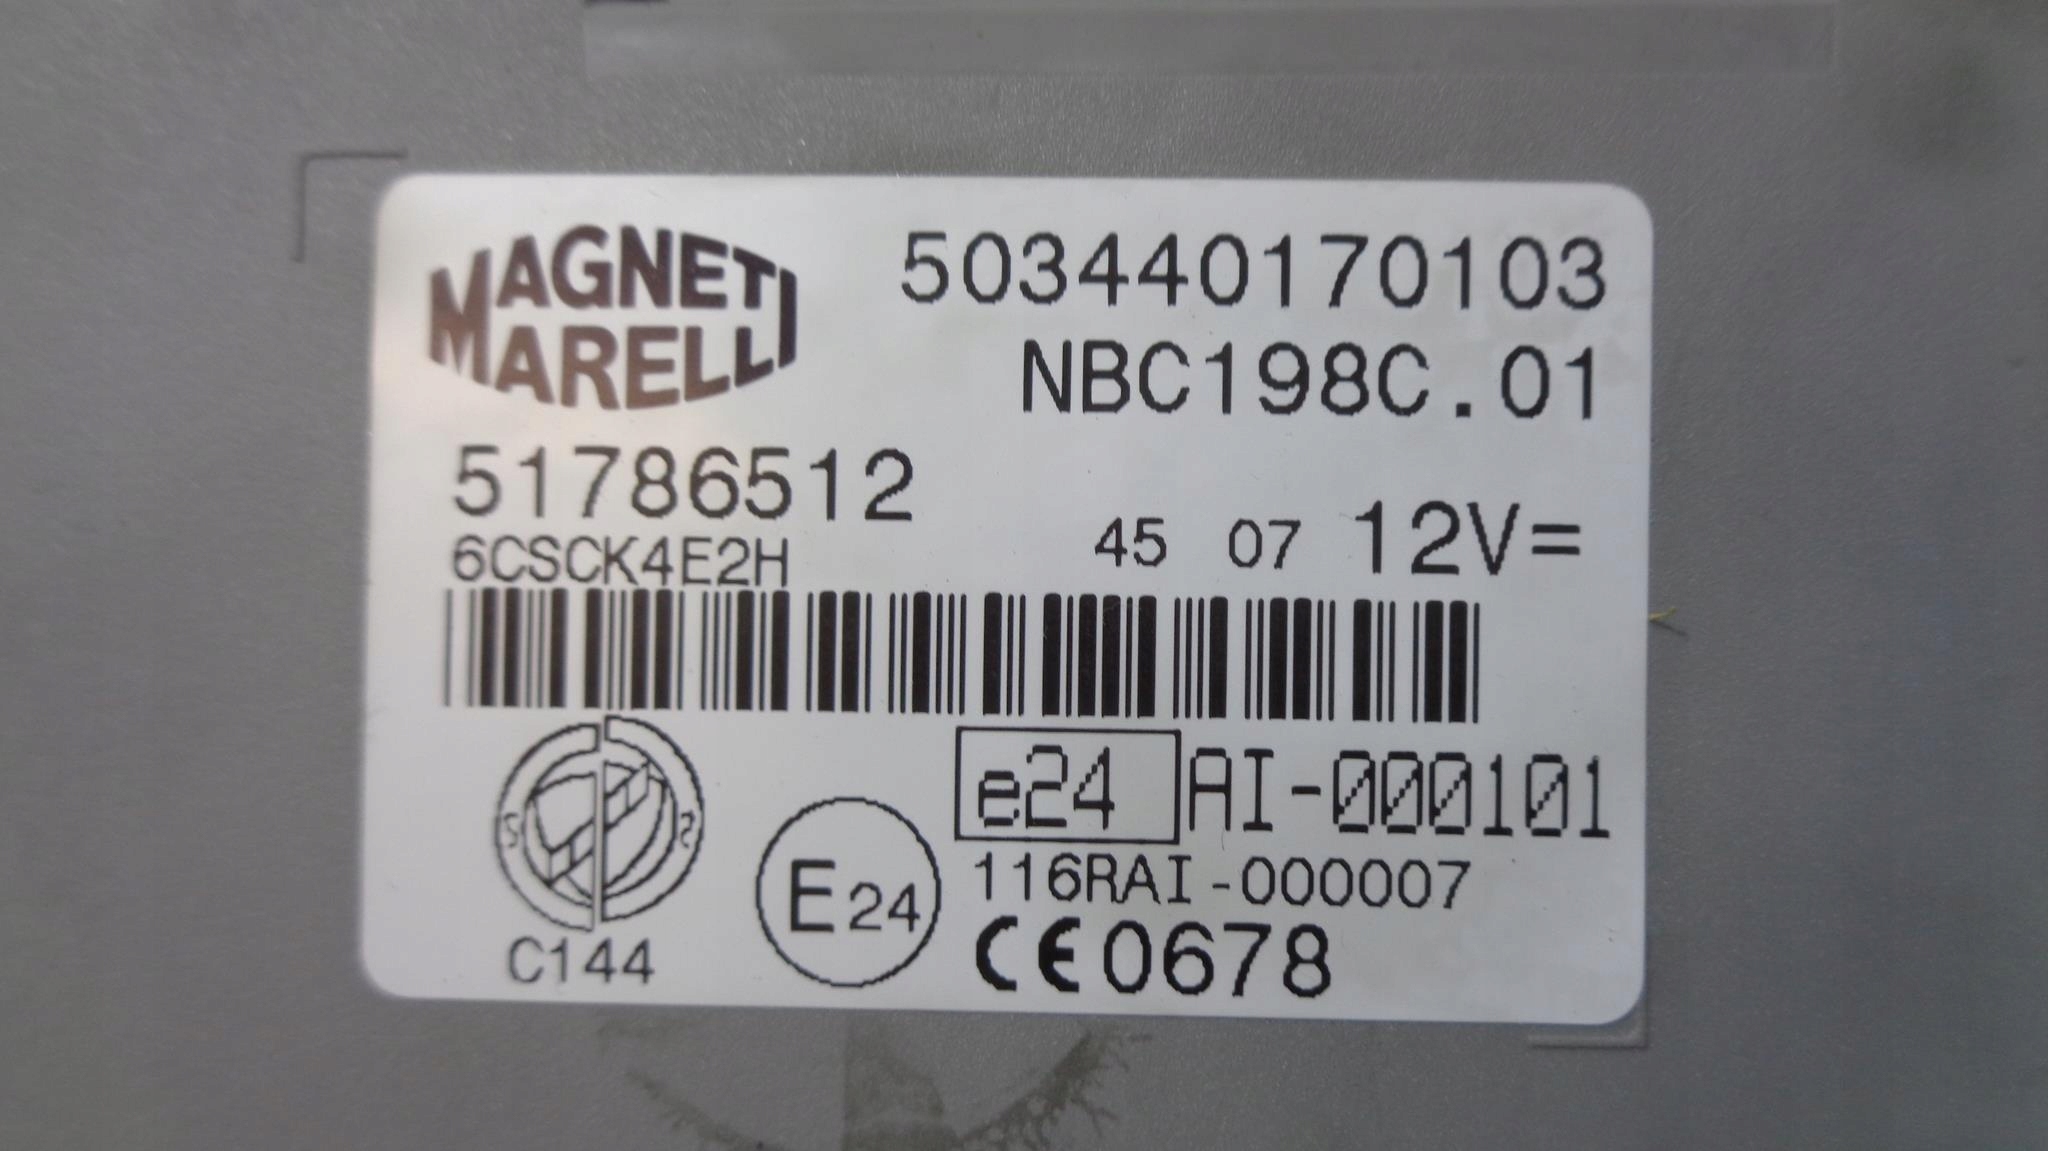 MAGNETI
MARELLI
503440170103
NBC198C.01
51786512
6CSCK4E2H
45 07 12V=
e24 AI-000101
E24
116RAI-000007
CE0678
C144